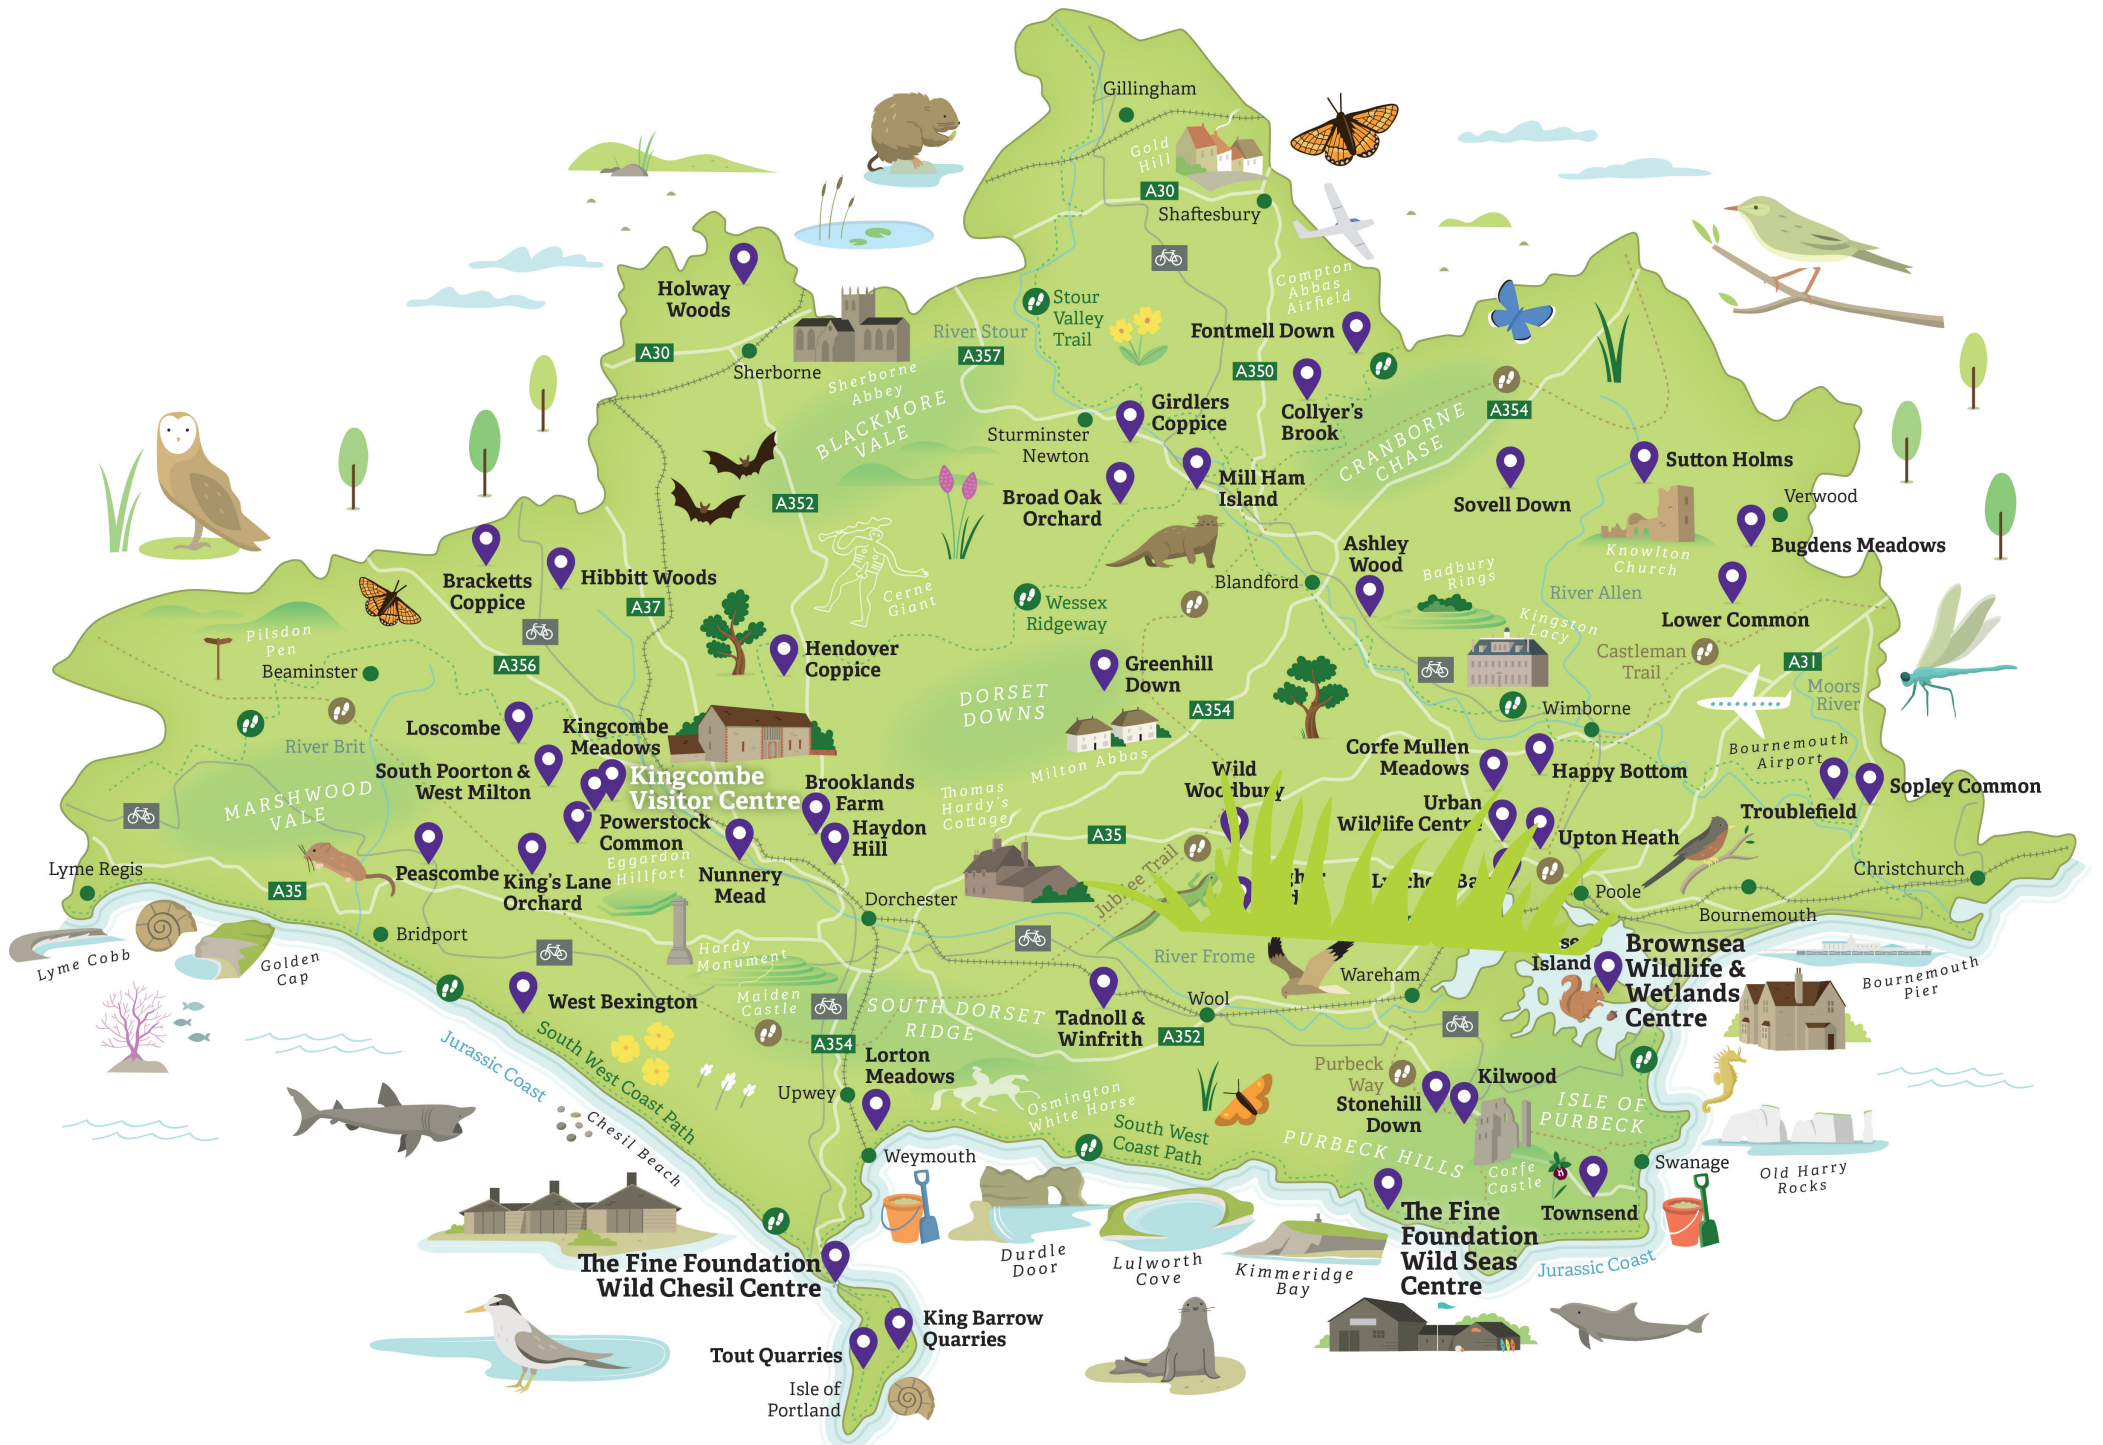 Gillingham
Gold
Hill
A30
Shaftesbury
Holway
Woods
A30
Sherborne
Sherborne
Abbey
River Stour
A357
Stour
Valley
Trail
Compton
Abbas
Airfield
Fontmell Down
A350
Collyer's
Brook
A354
BLACKMORE
VALE
Girdlers
Coppice
Sturminster
Newton
CRANBORNE
CHASE
Mill Ham
Island
Broad Oak
Orchard
Sovell Down
Sutton Holms
Verwood
Bugdens Meadows
Knowlton
Church
A352
Bracketts
Coppice
Hibbitt Woods
A37
Cerne
Giant
Wessex
Ridgeway
Blandford
Ashley
Wood
Badbury
Rings
River Allen
Lower Common
Kingston
Lacy
Castleman
Trail
A31
Moors
River
Pilsdon
Pen
Beaminster
A356
Hendover
Coppice
Greenhill
Down
DORSET
DOWNS
A354
Wimborne
River Brit
Loscombe
Kingcombe
Meadows
South Poorton &
West Milton
Kingcombe
Visitor Centre
Milton Abbas
Corfe Mullen
Meadows
Happy Bottom
Bournemouth
Airport
Troublefield
Sopley Common
MARSHWOOD
VALE
Brooklands
Farm
Haydon
Hill
Thomas
Hardy's
Cottage
Wild
Woodbury
Urban
Wildlife Centre
Upton Heath
Powerstock
Common
A35
Lyme Regis
Peascombe
King's Lane
Orchard
Eggardon
Hillfort
Nunnery
Mead
Jubilee Trail
Christchurch
A35
Dorchester
Poole
Bournemouth
Bridport
Lyme Cobb
Golden
Cap
Hardy
Monument
River Frome
Island
Brownsea
Wildlife &
Wetlands
Centre
Bournemouth
Pier
Wareham
West Bexington
Maiden
Castle
SOUTH DORSET
RIDGE
Tadnoll &
Winfrith
Wool
A352
Jurassic Coast
South West Coast Path
A354
Lorton
Meadows
Upwey
Osmington
White Horse
Purbeck
Way
Stonehill
Down
Kilwood
ISLE OF
PURBECK
Chesil Beach
Weymouth
South West
Coast Path
PURBECK HILLS
Corfe
Castle
Swanage
Old Harry
Rocks
Townsend
Durdle
Door
Lulworth
Cove
Kimmeridge
Bay
The Fine
Foundation
Wild Seas
Centre
Jurassic Coast
The Fine Foundation
Wild Chesil Centre
King Barrow
Quarries
Tout Quarries
Isle of
Portland